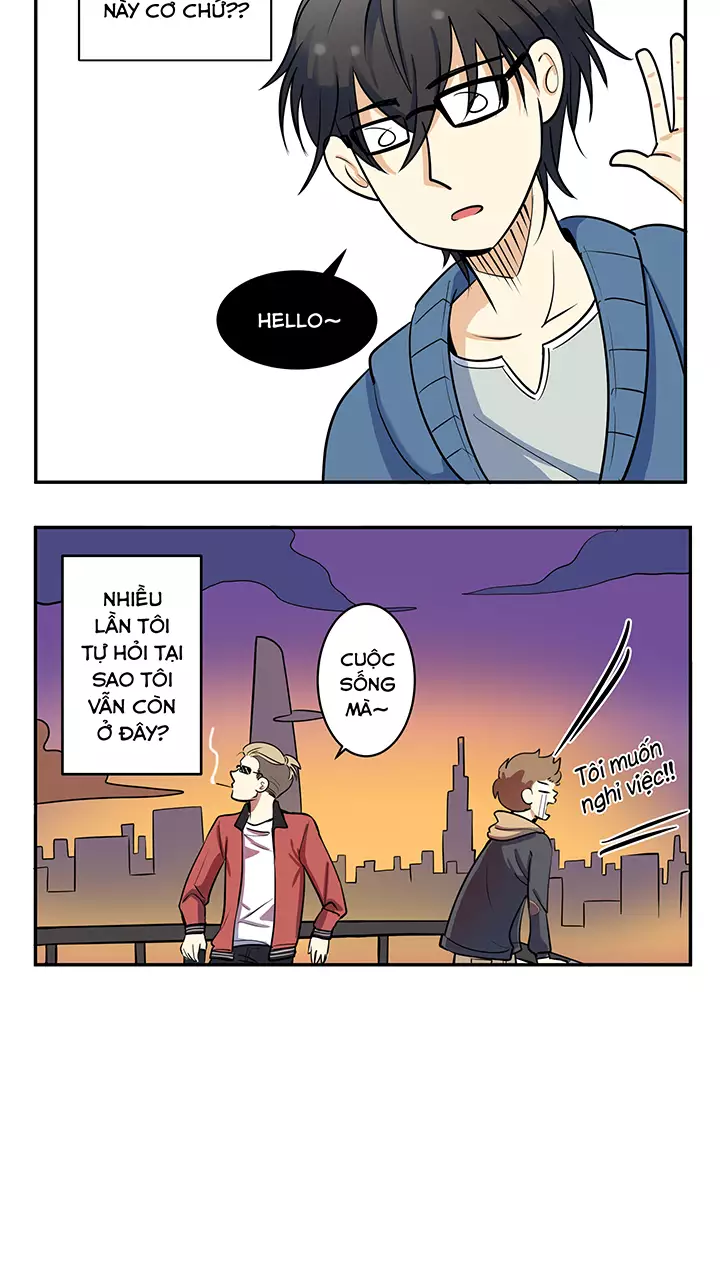 NÀY CƠ CHỨ??
HELLO~
NHIỀU
LẦN TÔI
TỰ HỎI TẠI
SAO TÔI
VẪN CÒN
Ở ĐÂY?
CUỘC
SỐNG
MÀ~
Tôi muốn
nghỉ việc!!